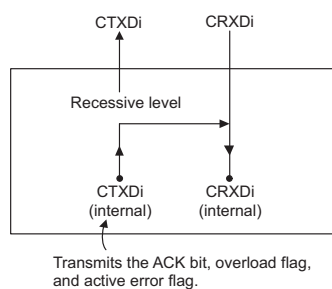 CTXDi CRXDi
Recessive level
CTXDi CRXDi
(internal) (internal)
Transmits the ACK bit, overload flag,
and active error flag.